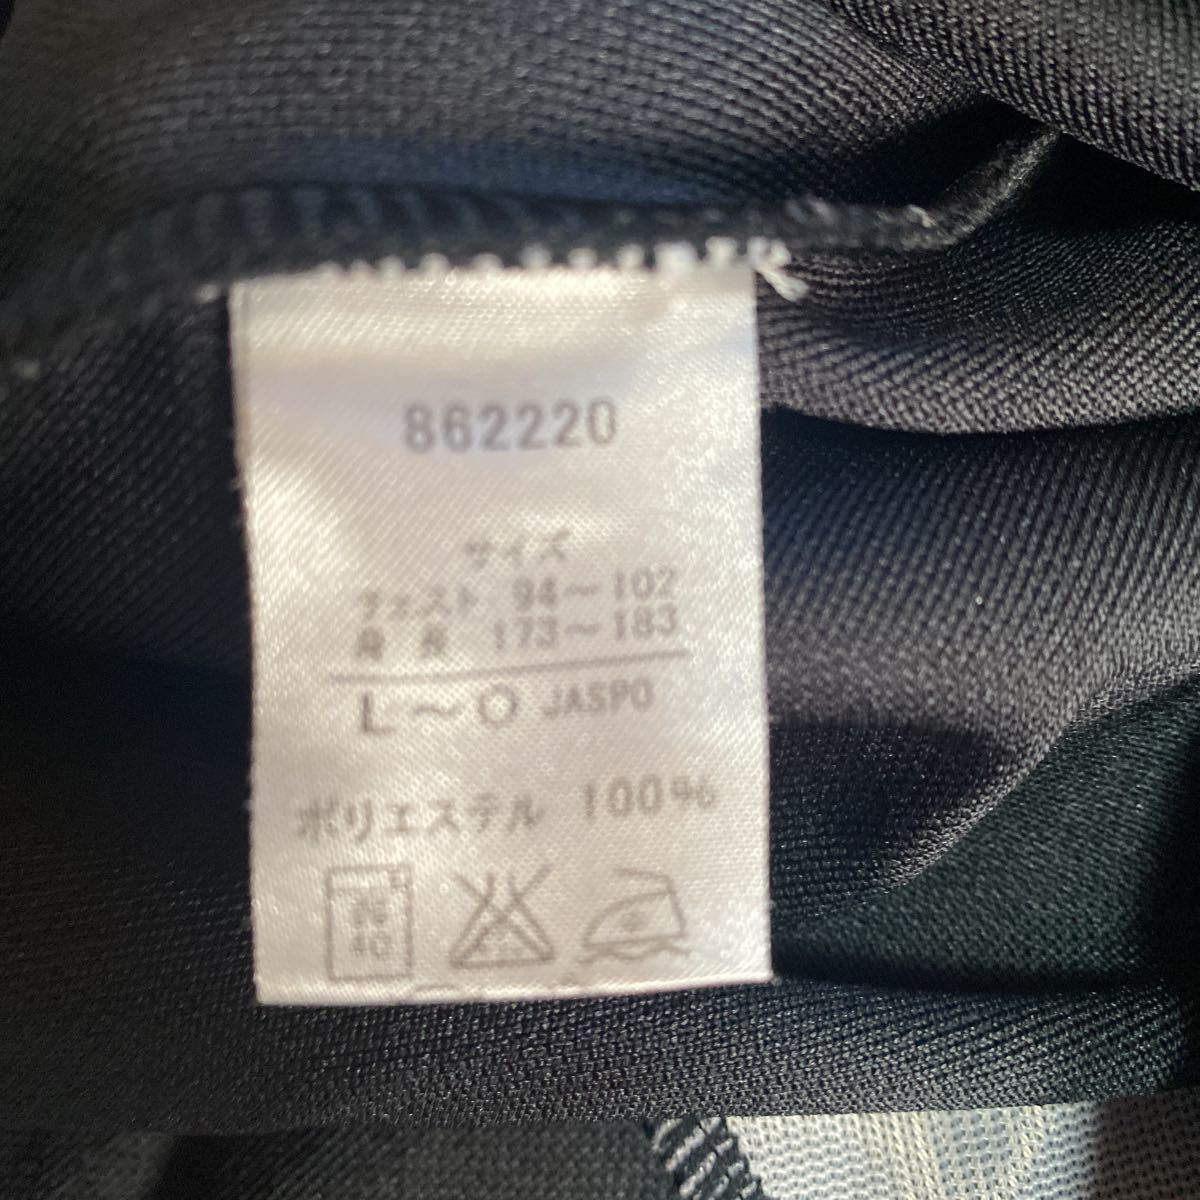 862220
サイズ
チェスト 94～102
身長 173～183
L～O JASPO
ポリエステル 100%
40